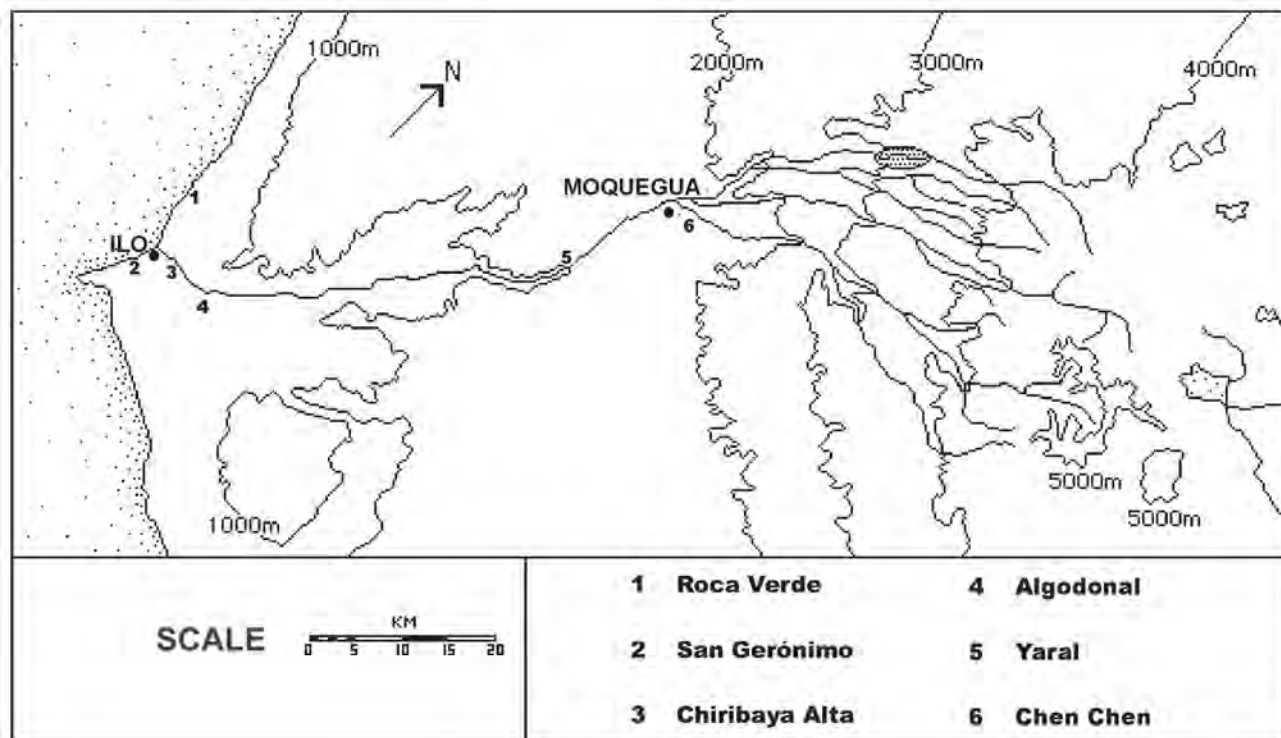 1000m
N
2000m
3000m
4000m
1
MOQUEGUA
6
ILO
2
3
5
4
1000m
5000m
5000m
SCALE
KM
0 5 10 15 20
1 Roca Verde
2 San Gerónimo
3 Chiribaya Alta
4 Algodonal
5 Yaral
6 Chen Chen